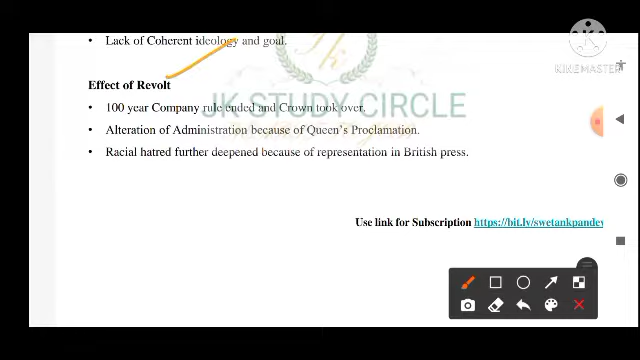 • Lack of Coherent ideology and goal.
KINEMASTER
Effect of Revolt
• 100 year Company rule ended and Crown took over.
JK STUDY CIRCLE
• Alteration of Administration because of Queen's Proclamation.
• Racial hatred further deepened because of representation in British press.
Use link for Subscription https://bit.ly/swetankpandey